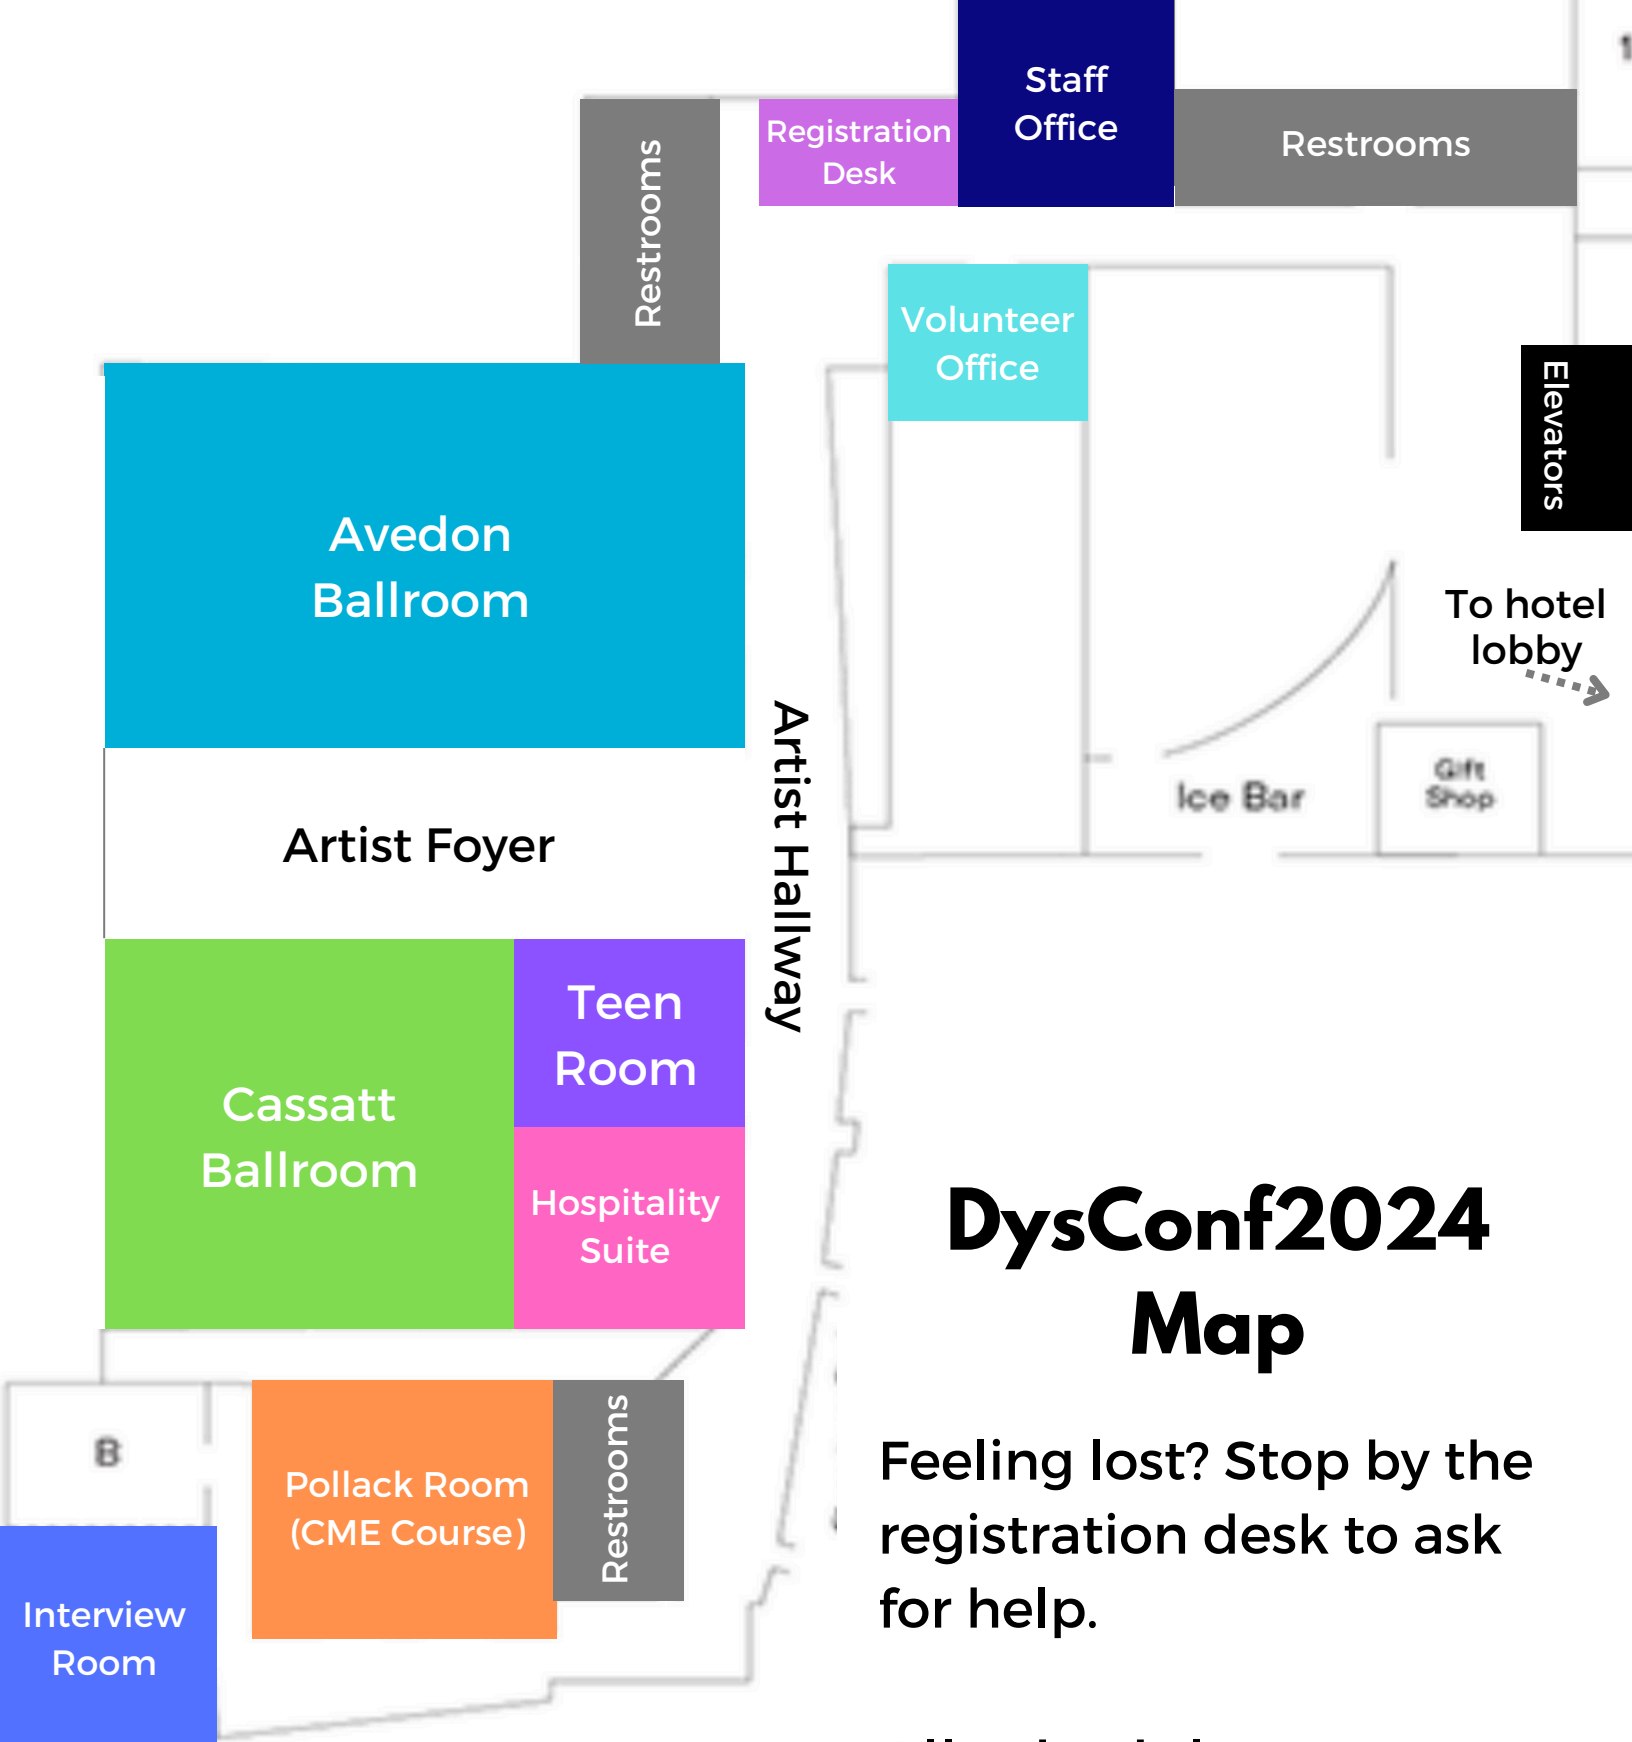 Staff
Office
Registration
Desk
Restrooms
Restrooms
Volunteer
Office
Elevators
Avedon
Ballroom
To hotel
lobby
Artist Hallway
Ice Bar
Gift
Shop
Artist Foyer
Teen
Room
Cassatt
Ballroom
Hospitality
Suite
DysConf2024
Map
B
Pollack Room
(CME Course)
Restrooms
Feeling lost? Stop by the
registration desk to ask
for help.
Interview
Room